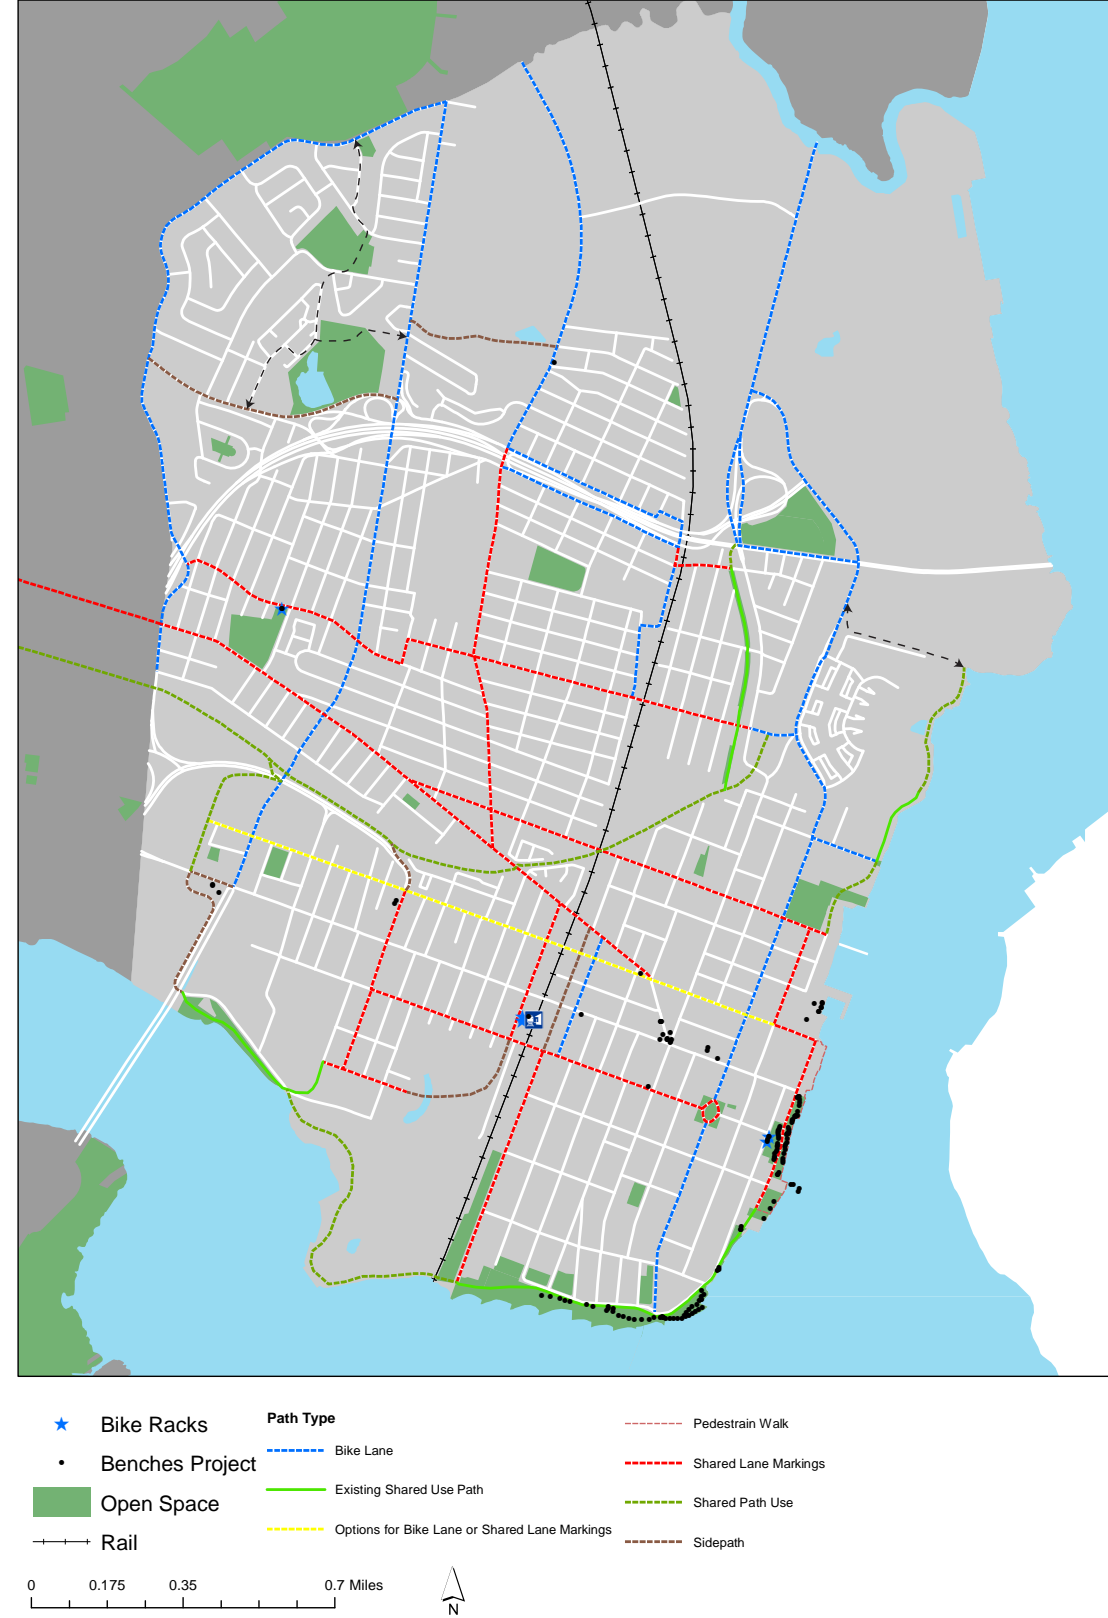 Bike Racks
Benches Project
Open Space
Rail
Path Type
Bike Lane
Existing Shared Use Path
Options for Bike Lane or Shared Lane Markings
Pedestrain Walk
Shared Lane Markings
Shared Path Use
Sidepath
0 0.175 0.35 0.7 Miles
N